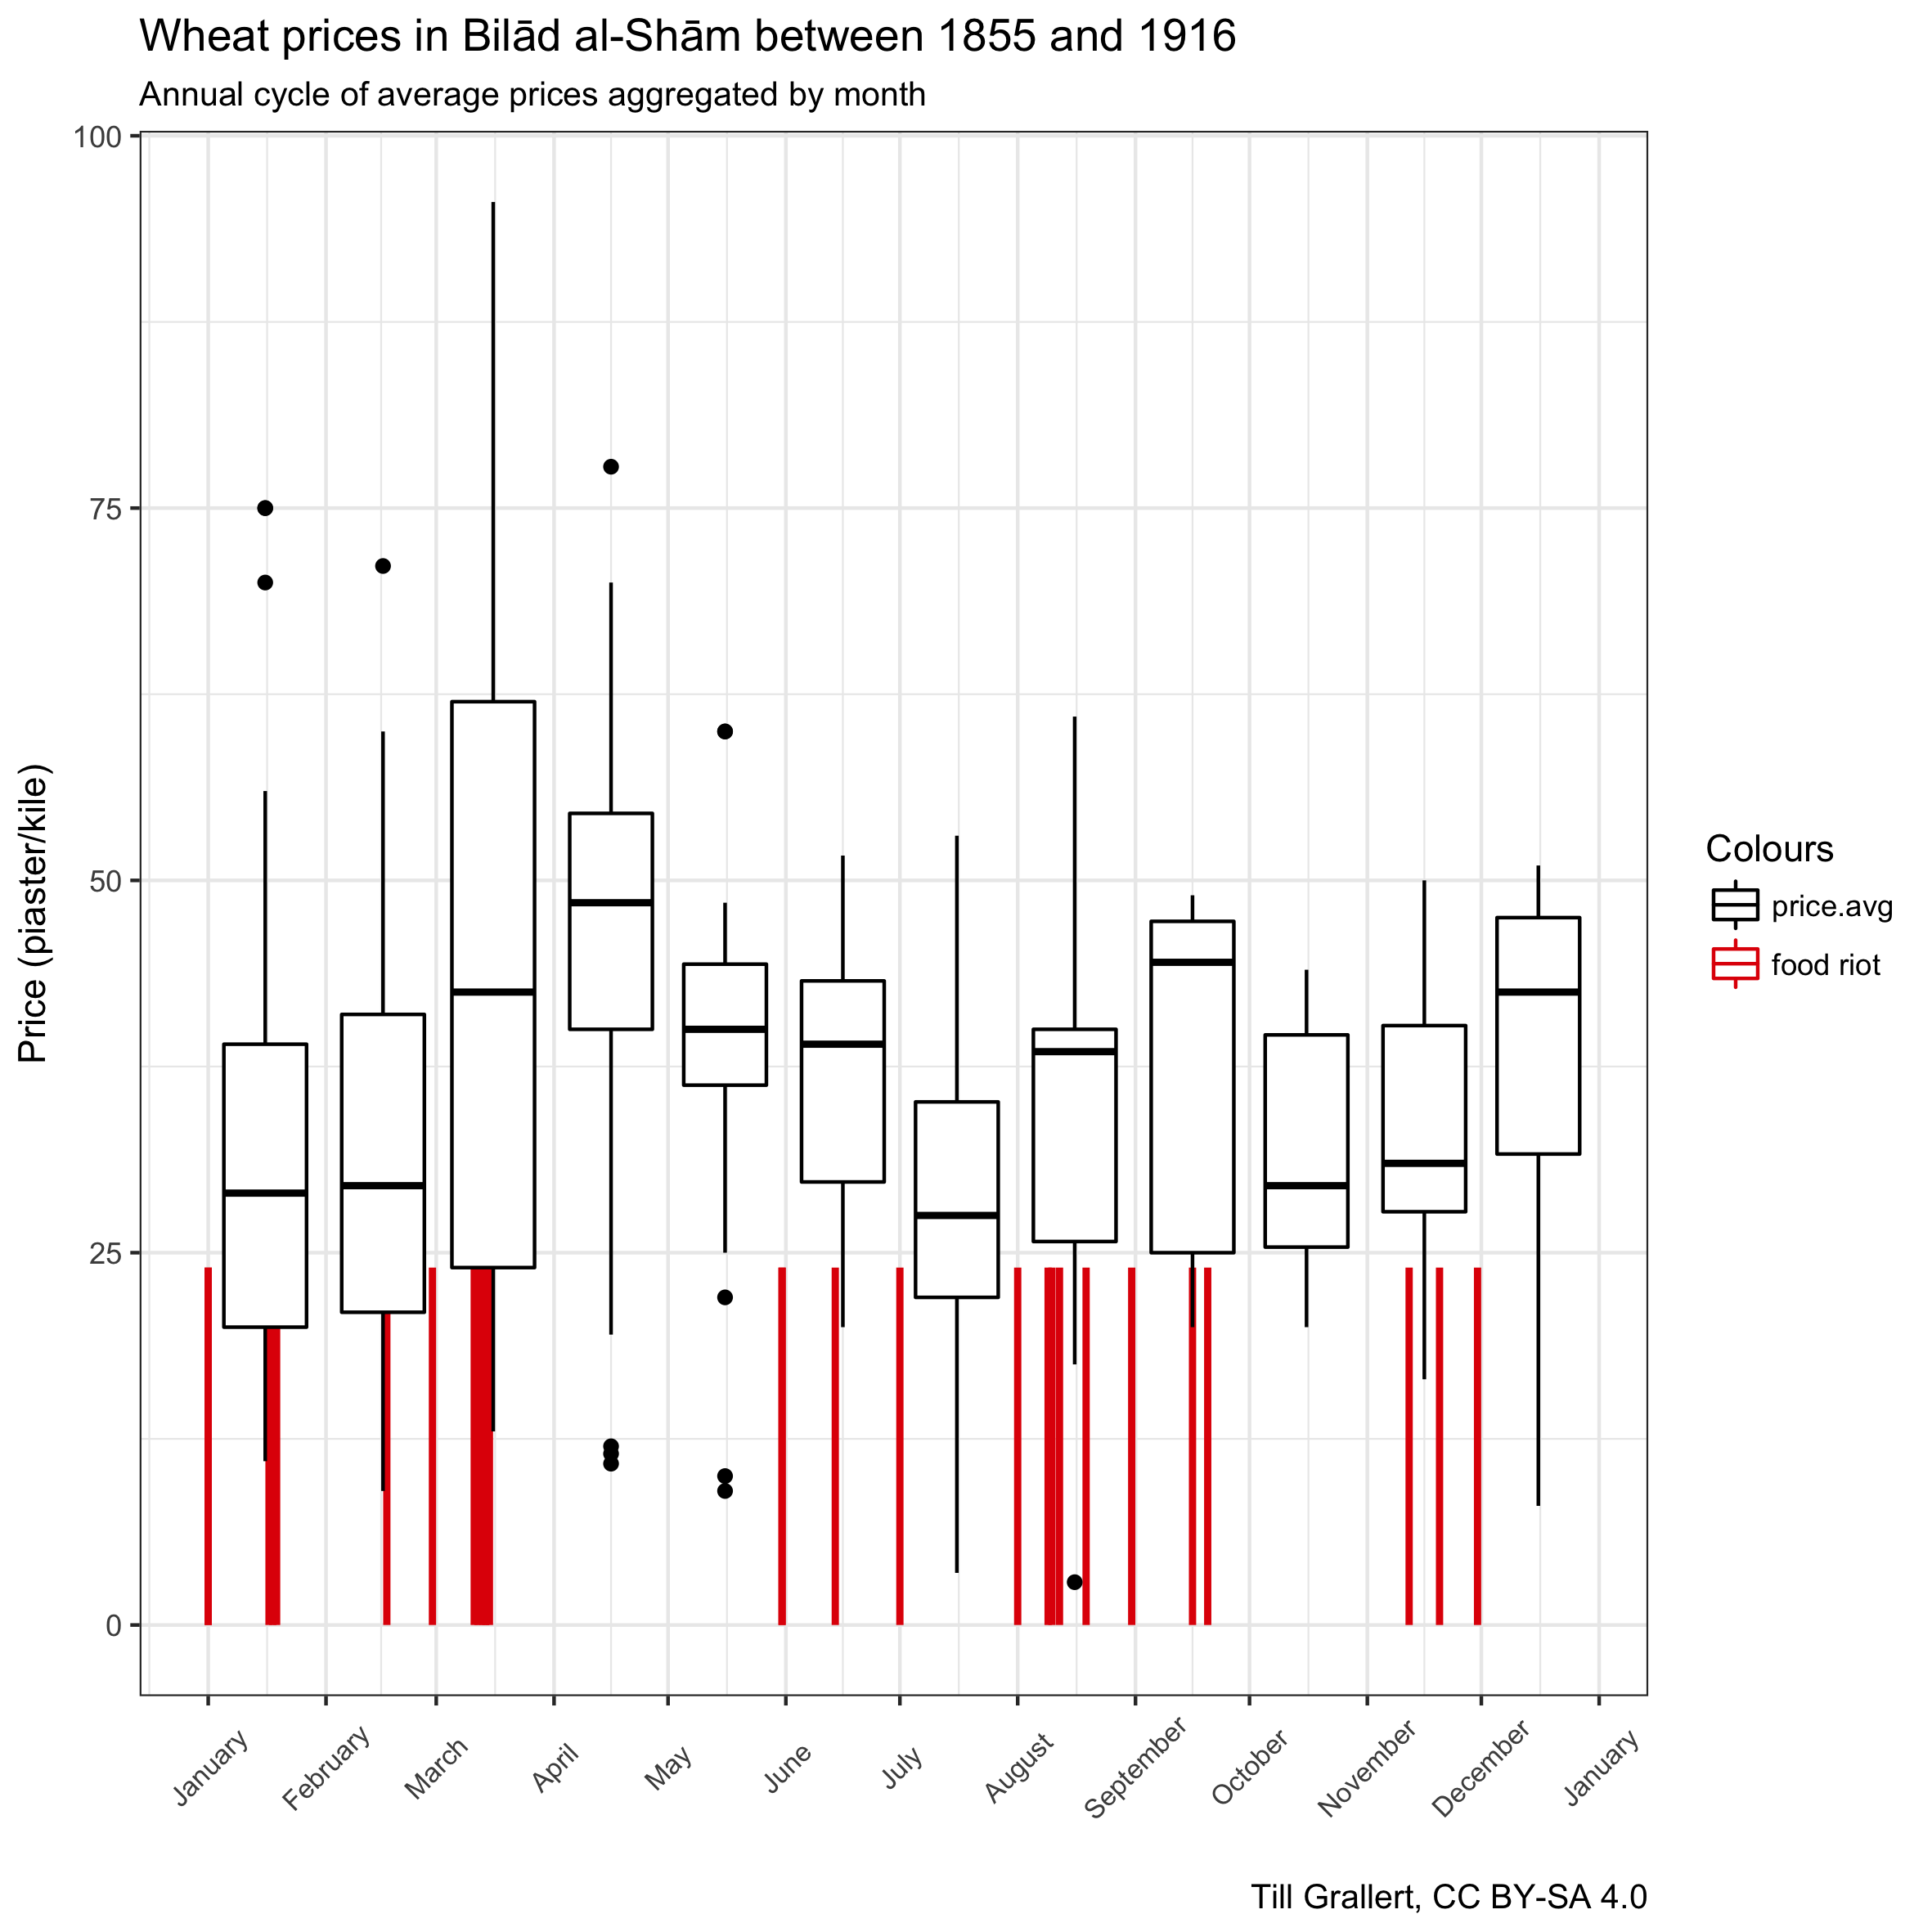 Wheat prices in Bilād al-Shām between 1855 and 1916
Annual cycle of average prices aggregated by month
100
75
50
25
0
Price (piaster/kile)
January
February
March
April
May
June
July
August
September
October
November
December
January
Colours
price.avg
food riot
Till Grallert, CC BY-SA 4.0